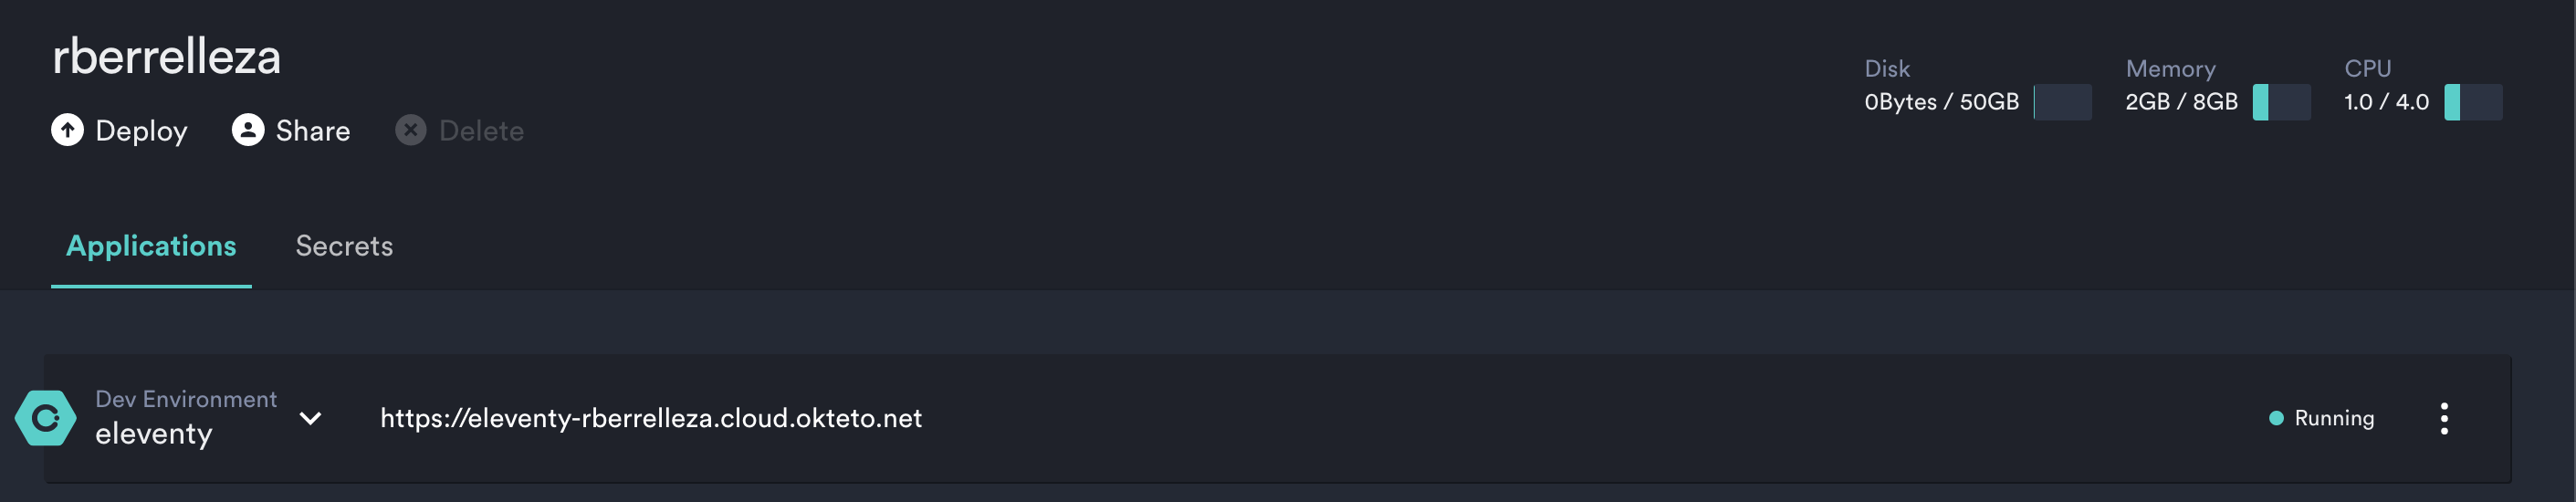 rberrelleza
Deploy Share Delete
Disk Memory CPU
0Bytes / 50GB 2GB / 8GB 1.0 / 4.0
Applications Secrets
Dev Environment
eleventy
https://eleventy-rberrelleza.cloud.okteto.net
Running